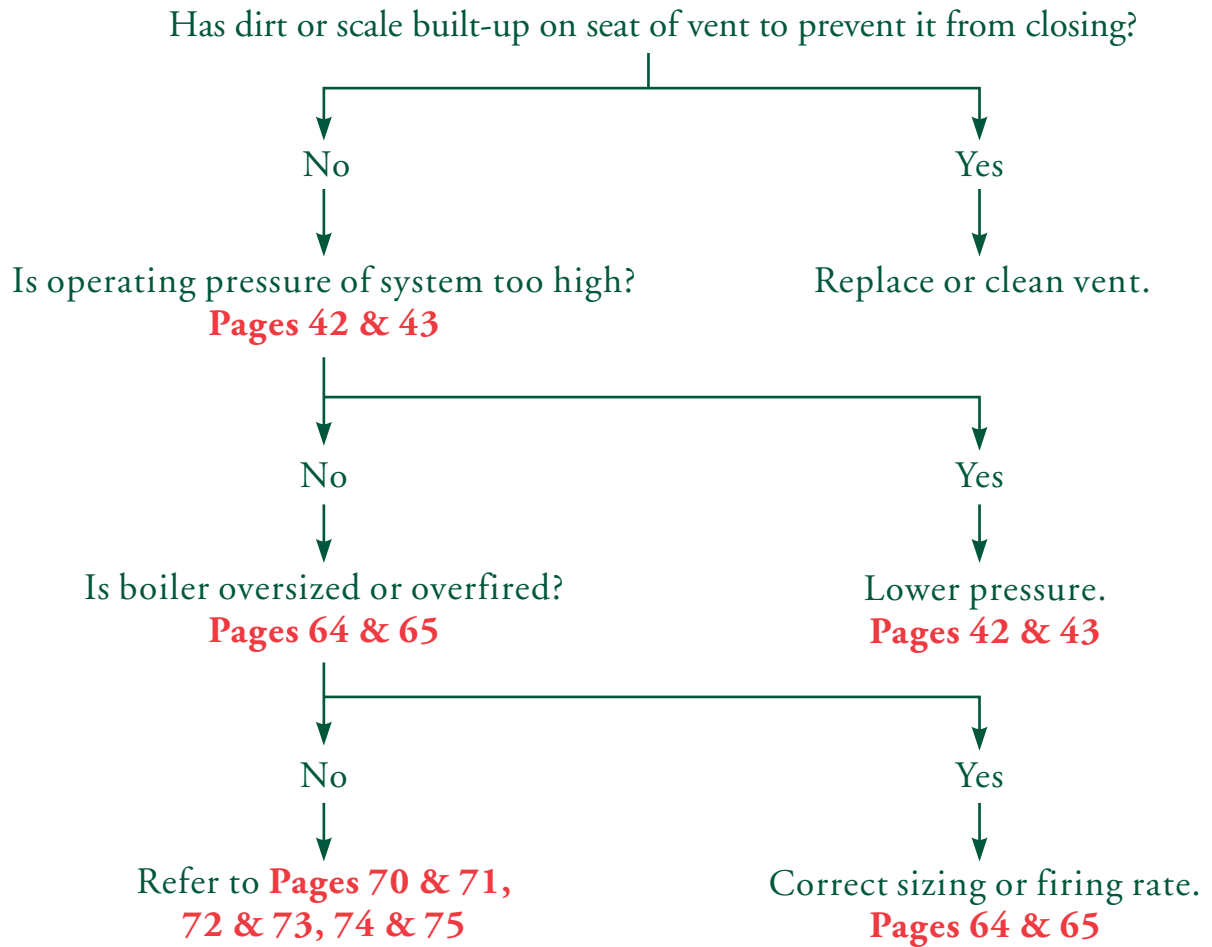 Has dirt or scale built-up on seat of vent to prevent it from closing?
No
Yes
Is operating pressure of system too high?
Pages 42 & 43
Replace or clean vent.
No
Yes
Is boiler oversized or overfired?
Pages 64 & 65
Lower pressure.
Pages 42 & 43
No
Yes
Refer to Pages 70 & 71,
72 & 73, 74 & 75
Correct sizing or firing rate.
Pages 64 & 65